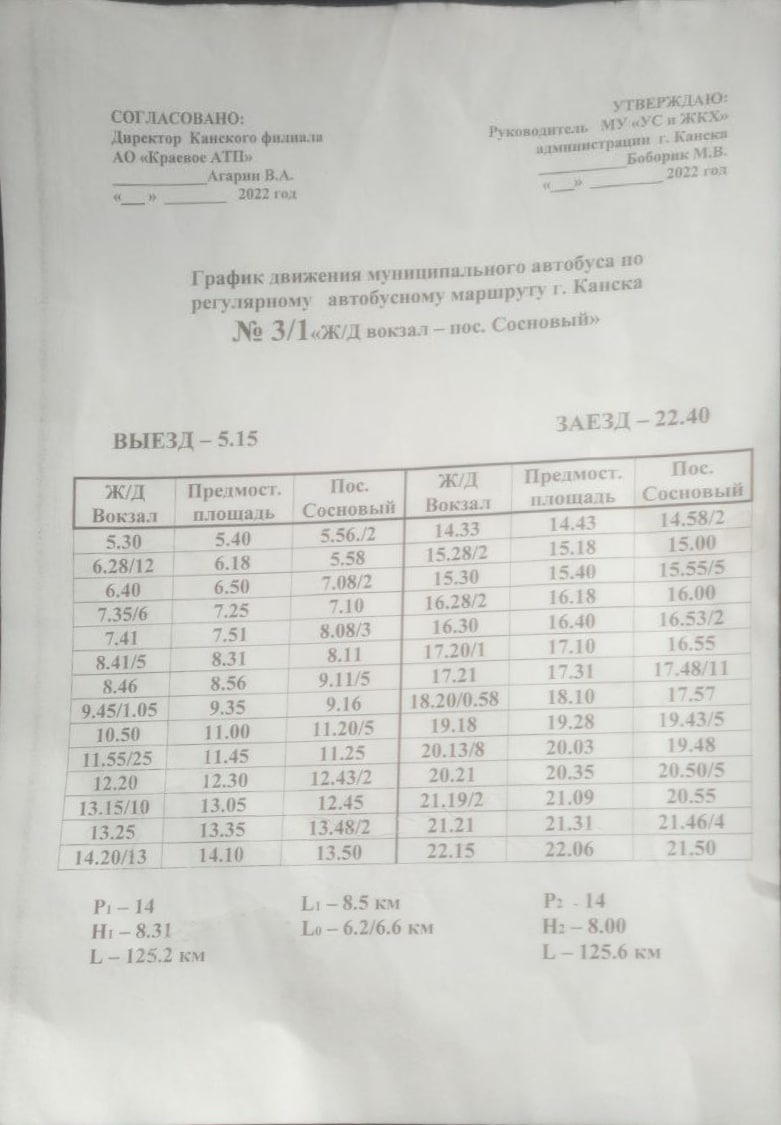 СОГЛАСОВАНО:
Директор Канского филиала
АО «Краевое АТП»
____________Агарин В.А.
«___» ________ 2022 год
УТВЕРЖДАЮ:
Руководитель МУ «УС и ЖКХ»
администрации г. Канска
___________Боборик М.В.
«___» _________ 2022 год
График движения муниципального автобуса по
регулярному автобусному маршруту г. Канска
№ 3/1«Ж/Д вокзал – пос. Сосновый»
ВЫЕЗД – 5.15 ЗАЕЗД – 22.40
Ж/Д Вокзал Предмост. площадь Пос. Сосновый Ж/Д Вокзал Предмост. площадь Пос. Сосновый
5.30 5.40 5.56./2 14.33 14.43 14.58/2
6.28/12 6.18 5.58 15.28/2 15.18 15.00
6.40 6.50 7.08/2 15.30 15.40 15.55/5
7.35/6 7.25 7.10 16.28/2 16.18 16.00
7.41 7.51 8.08/3 16.30 16.40 16.53/2
8.41/5 8.31 8.11 17.20/1 17.10 16.55
8.46 8.56 9.11/5 17.21 17.31 17.48/11
9.45/1.05 9.35 9.16 18.20/0.58 18.10 17.57
10.50 11.00 11.20/5 19.18 19.28 19.43/5
11.55/25 11.45 11.25 20.13/8 20.03 19.48
12.20 12.30 12.43/2 20.21 20.35 20.50/5
13.15/10 13.05 12.45 21.19/2 21.09 20.55
13.25 13.35 13.48/2 21.21 21.31 21.46/4
14.20/13 14.10 13.50 22.15 22.06 21.50
P1 – 14 L1 – 8.5 км P2 - 14
H1 – 8.31 L0 – 6.2/6.6 км H2 – 8.00
L – 125.2 км L – 125.6 км